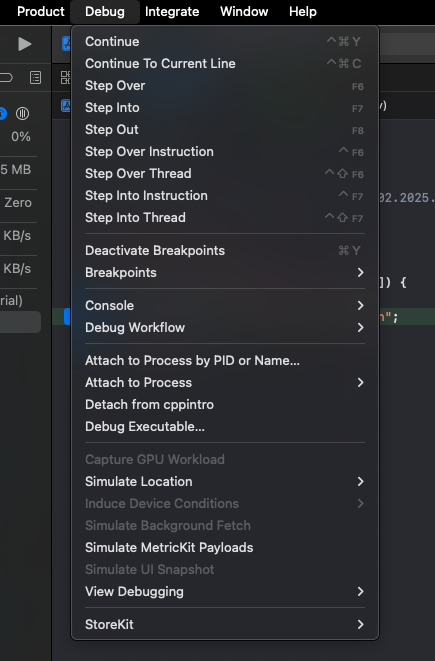 Product Debug Integrate Window Help
Continue ^⌘Y
Continue To Current Line ^⌘C
Step Over F6
0%
Step Into F7
Step Out F8
Step Over Instruction ^F6
5 MB
Step Over Thread ^⇧F6
Step Into Instruction ^F7
02.2025.
Zero
Step Into Thread ^⇧F7
KB/s
Deactivate Breakpoints ⌘Y
KB/s
Breakpoints >
]) {
rial)
Console >
Debug Workflow >
n";
Attach to Process by PID or Name...
Attach to Process >
Detach from cppintro
Debug Executable...
Capture GPU Workload
Simulate Location >
Induce Device Conditions >
Simulate Background Fetch
Simulate MetricKit Payloads
Simulate UI Snapshot
View Debugging >
StoreKit >